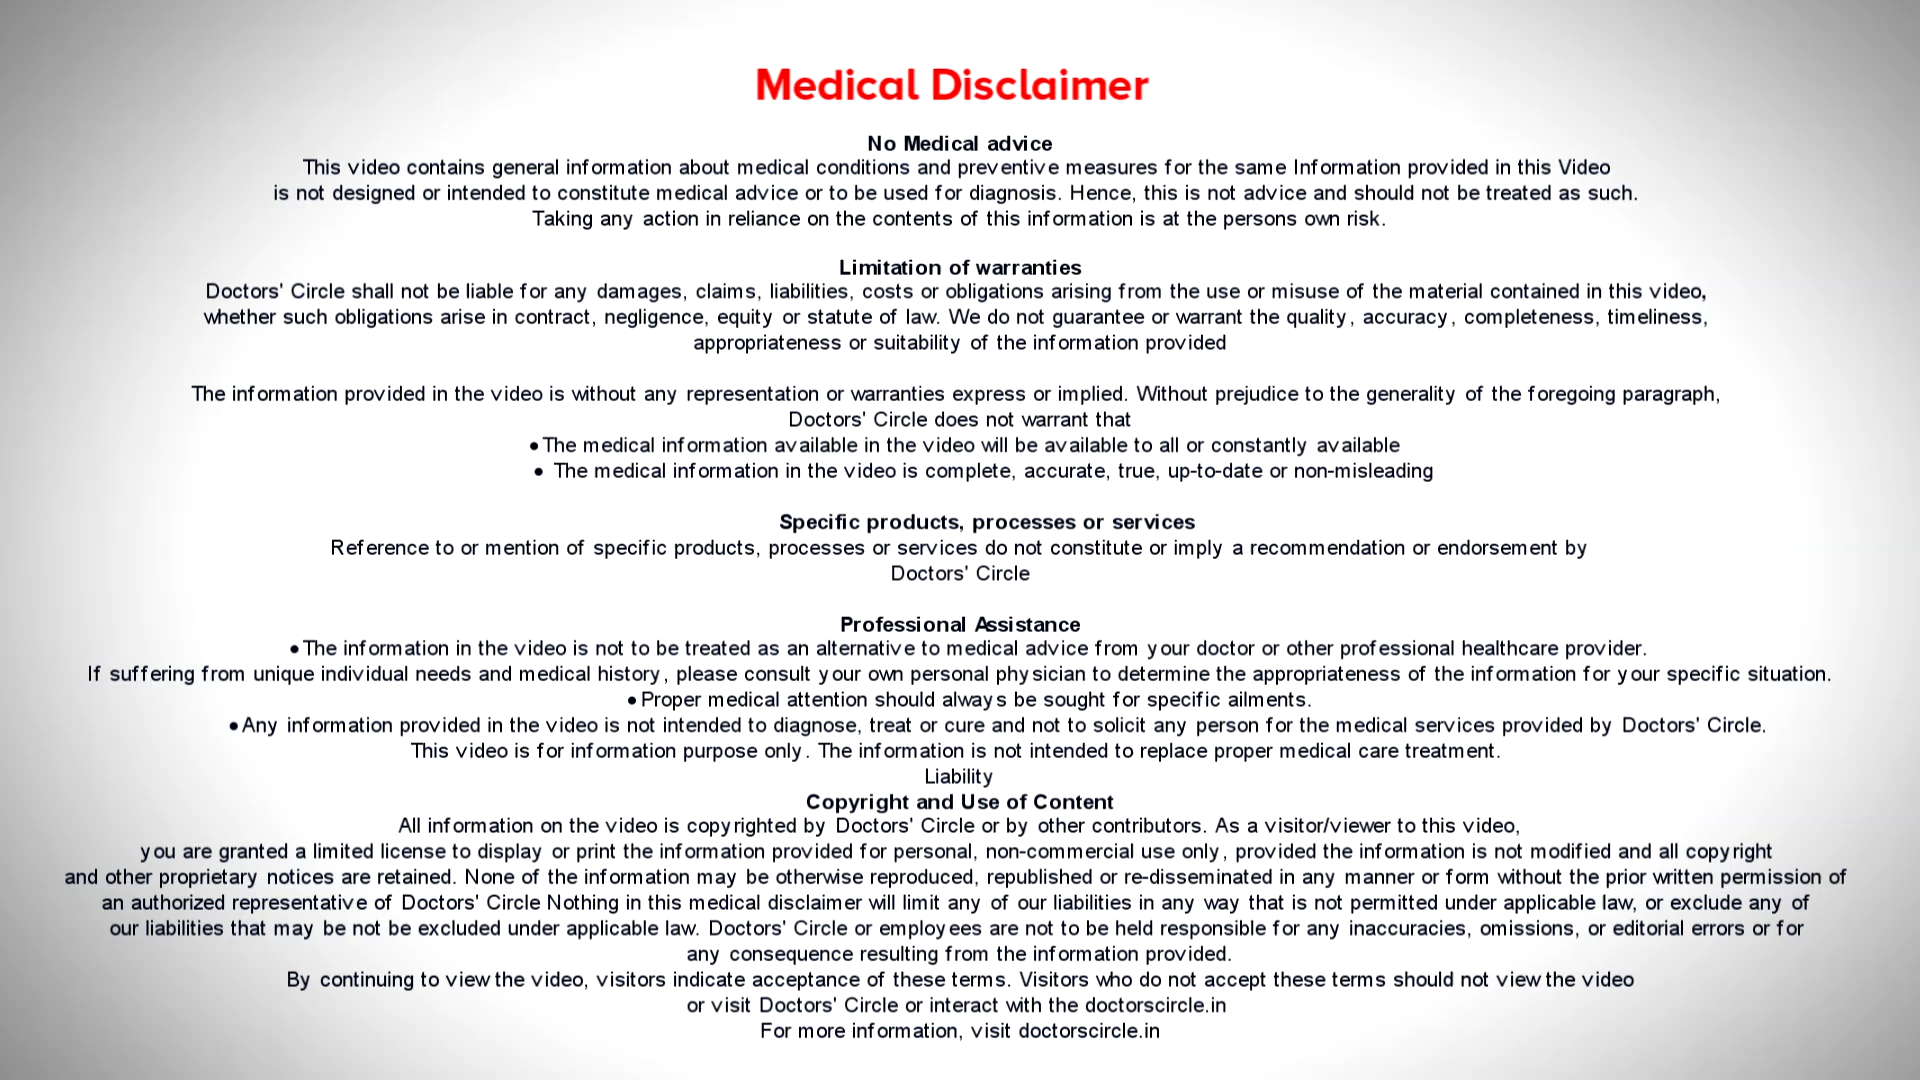 Medical Disclaimer
No Medical advice
This video contains general information about medical conditions and preventive measures for the same Information provided in this Video
is not designed or intended to constitute medical advice or to be used for diagnosis. Hence, this is not advice and should not be treated as such.
Taking any action in reliance on the contents of this information is at the persons own risk.
Limitation of warranties
Doctors' Circle shall not be liable for any damages, claims, liabilities, costs or obligations arising from the use or misuse of the material contained in this video,
whether such obligations arise in contract, negligence, equity or statute of law. We do not guarantee or warrant the quality, accuracy, completeness, timeliness,
appropriateness or suitability of the information provided
The information provided in the video is without any representation or warranties express or implied. Without prejudice to the generality of the foregoing paragraph,
Doctors' Circle does not warrant that
• The medical information available in the video will be available to all or constantly available
• The medical information in the video is complete, accurate, true, up-to-date or non-misleading
Specific products, processes or services
Reference to or mention of specific products, processes or services do not constitute or imply a recommendation or endorsement by
Doctors' Circle
Professional Assistance
• The information in the video is not to be treated as an alternative to medical advice from your doctor or other professional healthcare provider.
If suffering from unique individual needs and medical history, please consult your own personal physician to determine the appropriateness of the information for your specific situation.
• Proper medical attention should always be sought for specific ailments.
• Any information provided in the video is not intended to diagnose, treat or cure and not to solicit any person for the medical services provided by Doctors' Circle.
This video is for information purpose only. The information is not intended to replace proper medical care treatment.
Liability
Copyright and Use of Content
All information on the video is copyrighted by Doctors' Circle or by other contributors. As a visitor/viewer to this video,
you are granted a limited license to display or print the information provided for personal, non-commercial use only, provided the information is not modified and all copyright
and other proprietary notices are retained. None of the information may be otherwise reproduced, republished or re-disseminated in any manner or form without the prior written permission of
an authorized representative of Doctors' Circle Nothing in this medical disclaimer will limit any of our liabilities in any way that is not permitted under applicable law, or exclude any of
our liabilities that may be not be excluded under applicable law. Doctors' Circle or employees are not to be held responsible for any inaccuracies, omissions, or editorial errors or for
any consequence resulting from the information provided.
By continuing to view the video, visitors indicate acceptance of these terms. Visitors who do not accept these terms should not view the video
or visit Doctors' Circle or interact with the doctorscircle.in
For more information, visit doctorscircle.in